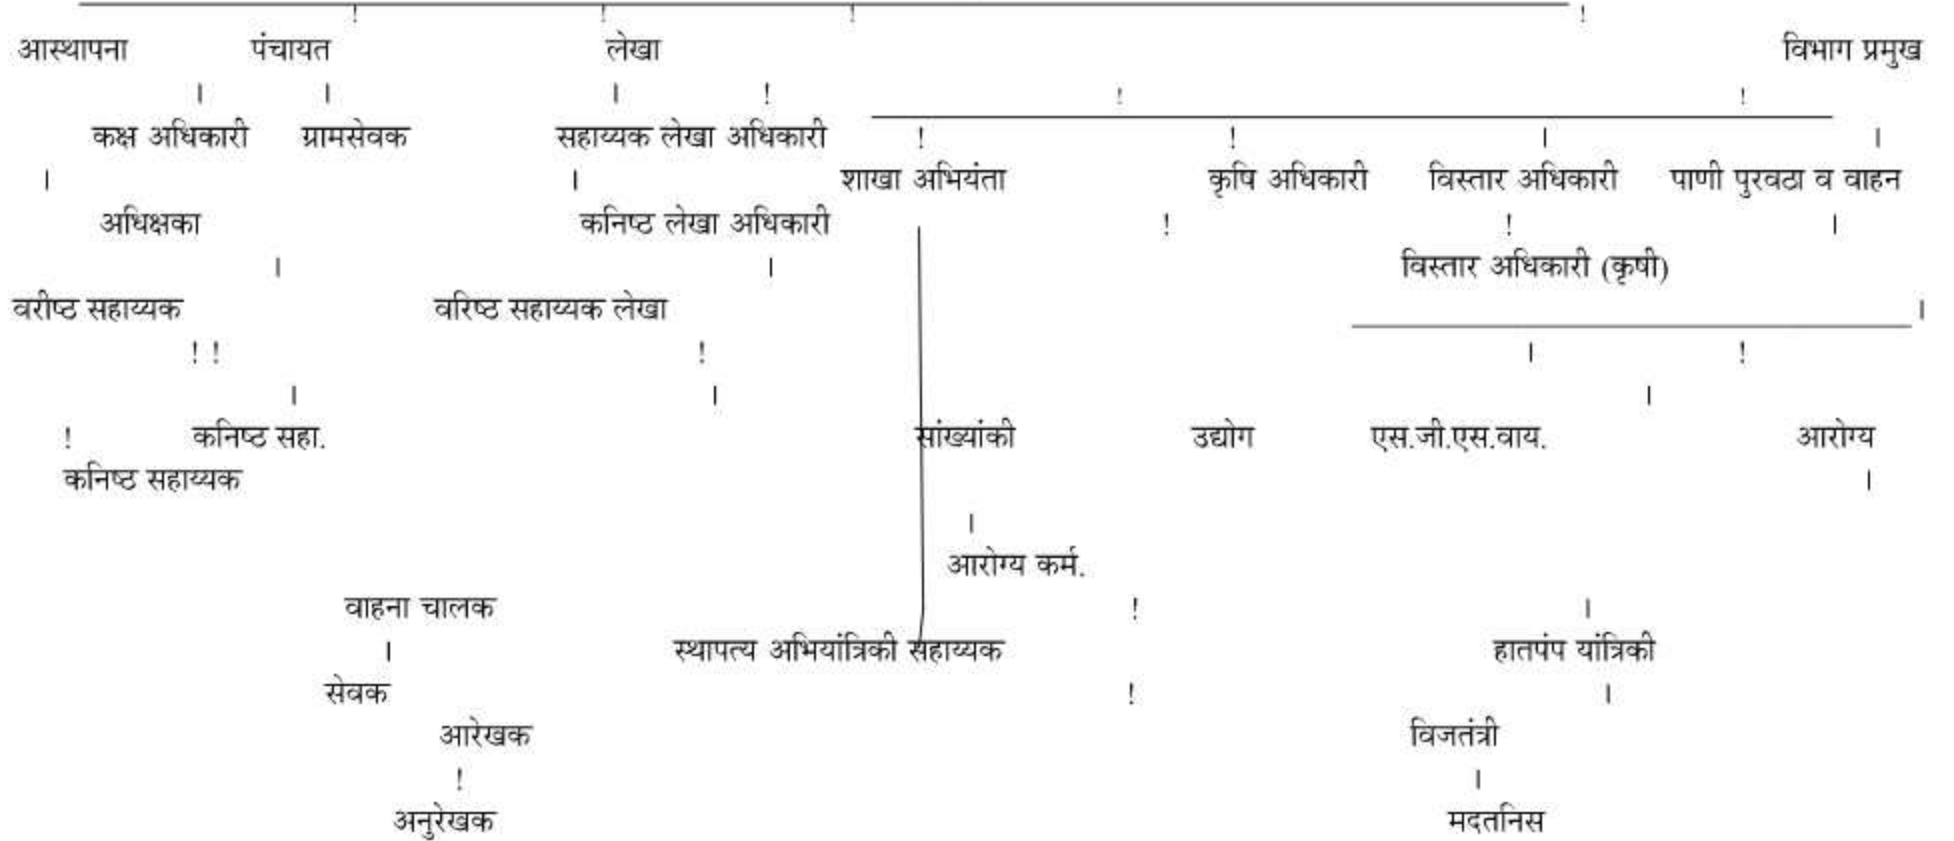 ! ! ! !
आस्थापना पंचायत लेखा विभाग प्रमुख
| | | ! ! !
कक्ष अधिकारी ग्रामसेवक सहाय्यक लेखा अधिकारी ! ! | |
| | शाखा अभियंता कृषि अधिकारी विस्तार अधिकारी पाणी पुरवठा व वाहन
अधिक्षका कनिष्ठ लेखा अधिकारी ! ! |
| | विस्तार अधिकारी (कृषी)
वरीष्ठ सहाय्यक वरिष्ठ सहाय्यक लेखा |
! ! ! | !
| | |
! कनिष्ठ सहा. सांख्यांकी उद्योग एस.जी.एस.वाय. आरोग्य
कनिष्ठ सहाय्यक |
|
आरोग्य कर्म.
वाहना चालक ! |
| स्थापत्य अभियांत्रिकी सहाय्यक हातपंप यांत्रिकी
सेवक ! |
आरेखक विजतंत्री
! |
अनुरेखक मदतनिस